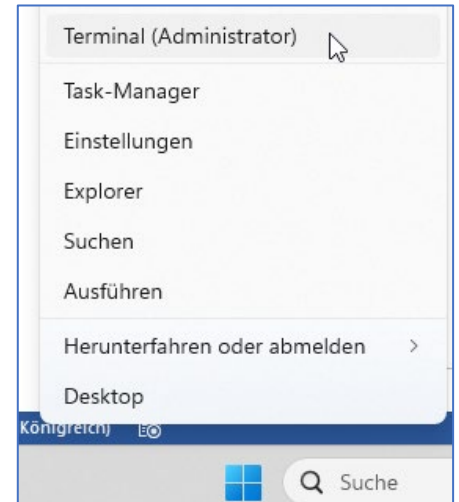 Terminal (Administrator)
Task-Manager
Einstellungen
Explorer
Suchen
Ausführen
Herunterfahren oder abmelden
Desktop
Königreich)
Suche